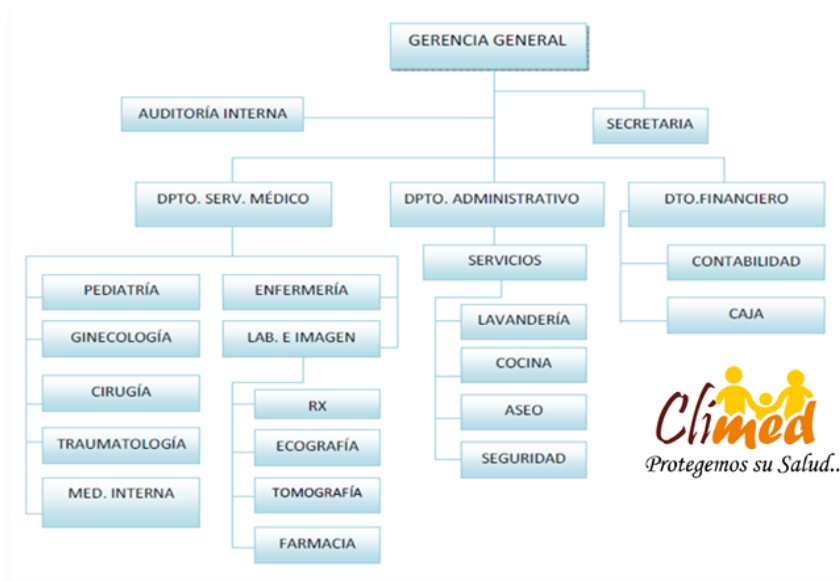 GERENCIA GENERAL
AUDITORÍA INTERNA
SECRETARIA
DPTO. SERV. MÉDICO
DPTO. ADMINISTRATIVO
DTO.FINANCIERO
PEDIATRÍA
GINECOLOGÍA
CIRUGÍA
TRAUMATOLOGÍA
MED. INTERNA
ENFERMERÍA
LAB. E IMAGEN
RX
ECOGRAFÍA
TOMOGRAFÍA
FARMACIA
SERVICIOS
LAVANDERÍA
COCINA
ASEO
SEGURIDAD
CONTABILIDAD
CAJA
Climed
Protegemos su Salud..